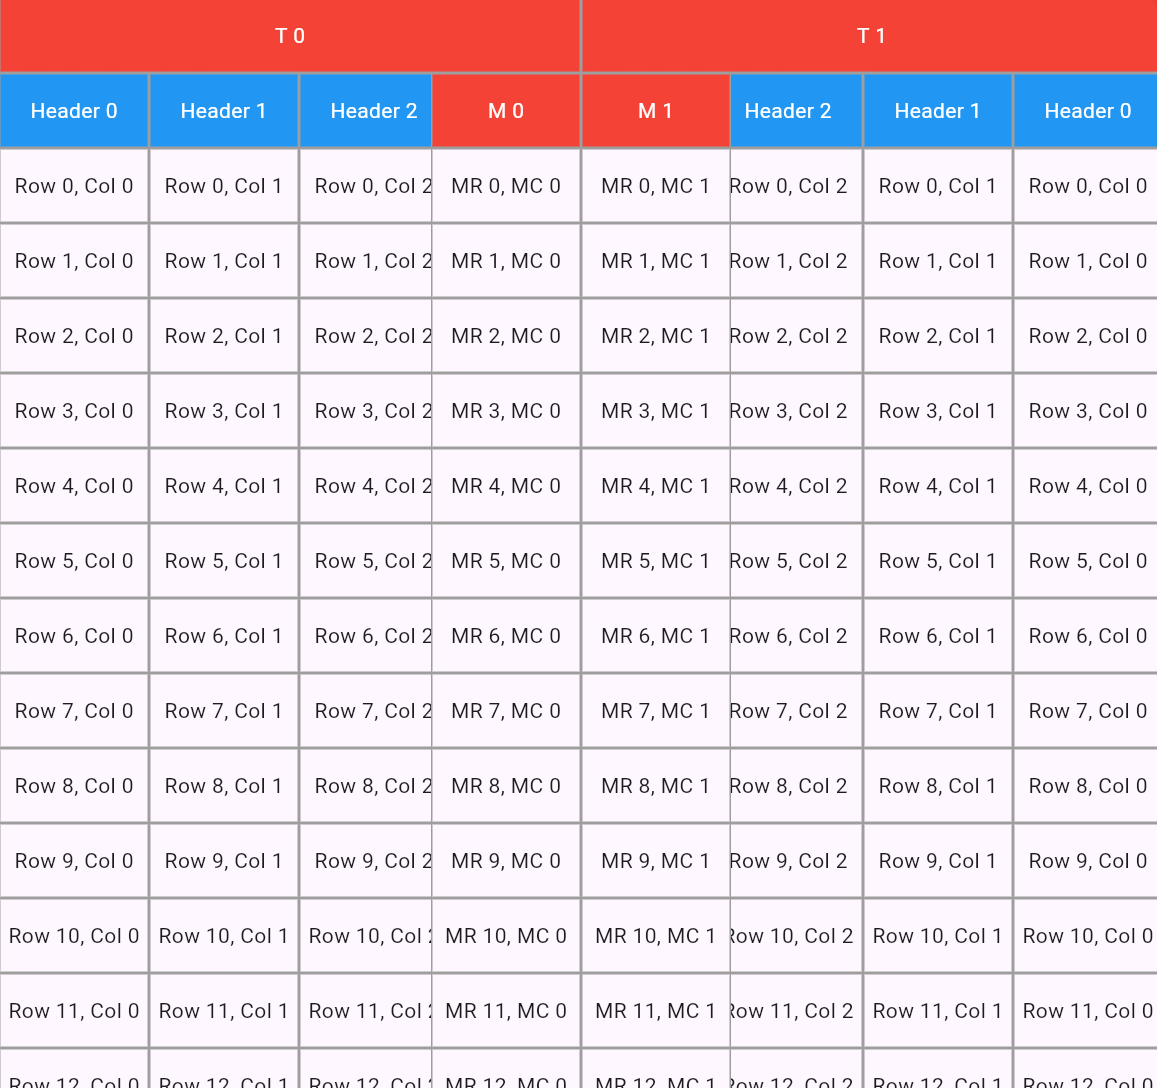 T 0 T 1
Header 0 Header 1 Header 2 M 0 M 1 Header 2 Header 1 Header 0
Row 0, Col 0 Row 0, Col 1 Row 0, Col 2 MR 0, MC 0 MR 0, MC 1 Row 0, Col 2 Row 0, Col 1 Row 0, Col 0
Row 1, Col 0 Row 1, Col 1 Row 1, Col 2 MR 1, MC 0 MR 1, MC 1 Row 1, Col 2 Row 1, Col 1 Row 1, Col 0
Row 2, Col 0 Row 2, Col 1 Row 2, Col 2 MR 2, MC 0 MR 2, MC 1 Row 2, Col 2 Row 2, Col 1 Row 2, Col 0
Row 3, Col 0 Row 3, Col 1 Row 3, Col 2 MR 3, MC 0 MR 3, MC 1 Row 3, Col 2 Row 3, Col 1 Row 3, Col 0
Row 4, Col 0 Row 4, Col 1 Row 4, Col 2 MR 4, MC 0 MR 4, MC 1 Row 4, Col 2 Row 4, Col 1 Row 4, Col 0
Row 5, Col 0 Row 5, Col 1 Row 5, Col 2 MR 5, MC 0 MR 5, MC 1 Row 5, Col 2 Row 5, Col 1 Row 5, Col 0
Row 6, Col 0 Row 6, Col 1 Row 6, Col 2 MR 6, MC 0 MR 6, MC 1 Row 6, Col 2 Row 6, Col 1 Row 6, Col 0
Row 7, Col 0 Row 7, Col 1 Row 7, Col 2 MR 7, MC 0 MR 7, MC 1 Row 7, Col 2 Row 7, Col 1 Row 7, Col 0
Row 8, Col 0 Row 8, Col 1 Row 8, Col 2 MR 8, MC 0 MR 8, MC 1 Row 8, Col 2 Row 8, Col 1 Row 8, Col 0
Row 9, Col 0 Row 9, Col 1 Row 9, Col 2 MR 9, MC 0 MR 9, MC 1 Row 9, Col 2 Row 9, Col 1 Row 9, Col 0
Row 10, Col 0 Row 10, Col 1 Row 10, Col 2 MR 10, MC 0 MR 10, MC 1 Row 10, Col 2 Row 10, Col 1 Row 10, Col 0
Row 11, Col 0 Row 11, Col 1 Row 11, Col 2 MR 11, MC 0 MR 11, MC 1 Row 11, Col 2 Row 11, Col 1 Row 11, Col 0
Row 12, Col 0 Row 12, Col 1 Row 12, Col 2 MR 12, MC 0 MR 12, MC 1 Row 12, Col 2 Row 12, Col 1 Row 12, Col 0